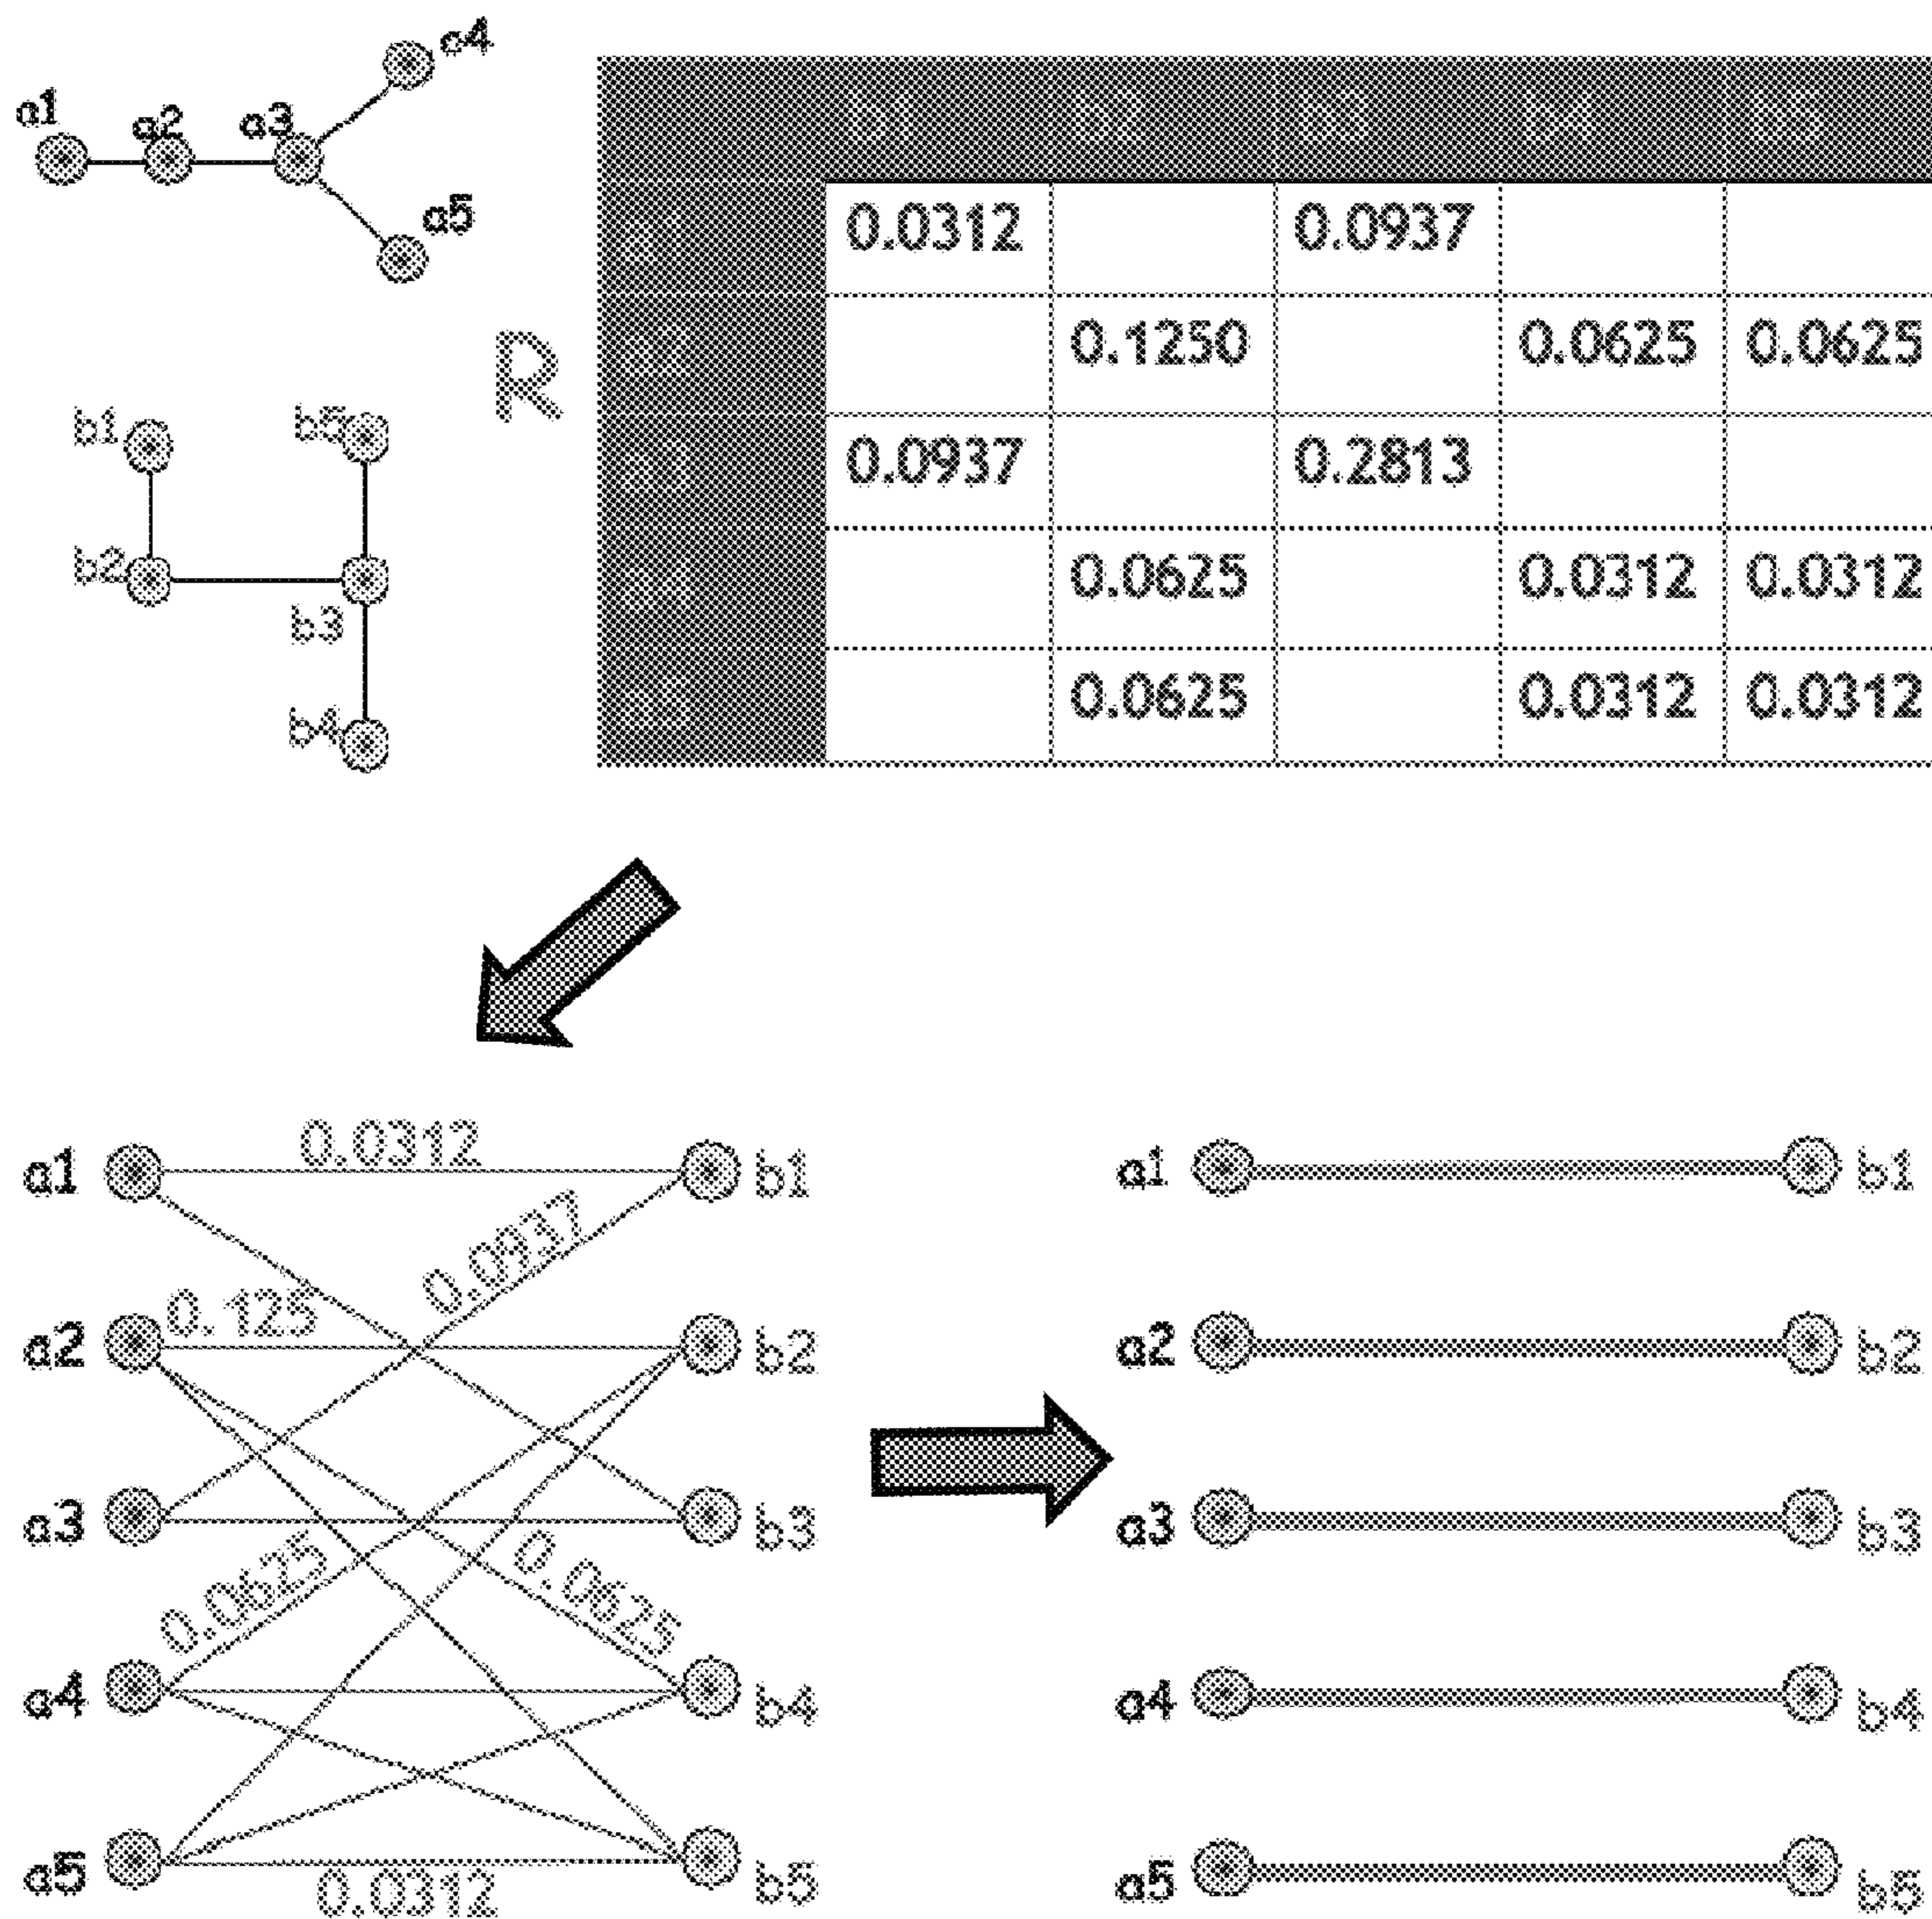 a4
a1 a2 a3
a5
R
b1 b5
b2
b3
b4
0.0312 0.0937
0.1250 0.0625 0.0625
0.0937 0.2813
0.0625 0.0312 0.0312
0.0625 0.0312 0.0312
a1 0.0312 b1
0.0937
a2 0.125 b2
a3 b3
0.0625 0.0625
a4 b4
a5 b5
0.0312
a1 b1
a2 b2
a3 b3
a4 b4
a5 b5